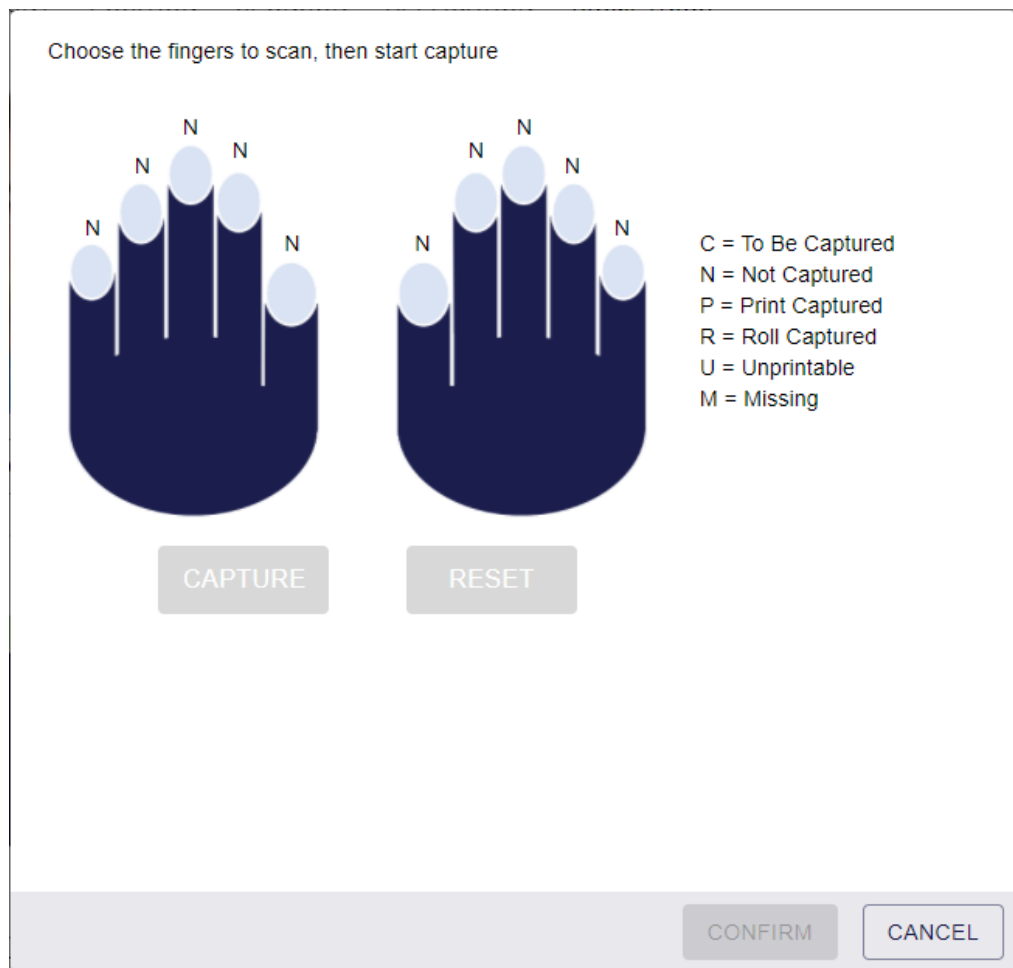 Choose the fingers to scan, then start capture
N
N
N
N
N
N
N
N
N
N
C = To Be Captured
N = Not Captured
P = Print Captured
R = Roll Captured
U = Unprintable
M = Missing
CAPTURE
RESET
CONFIRM
CANCEL